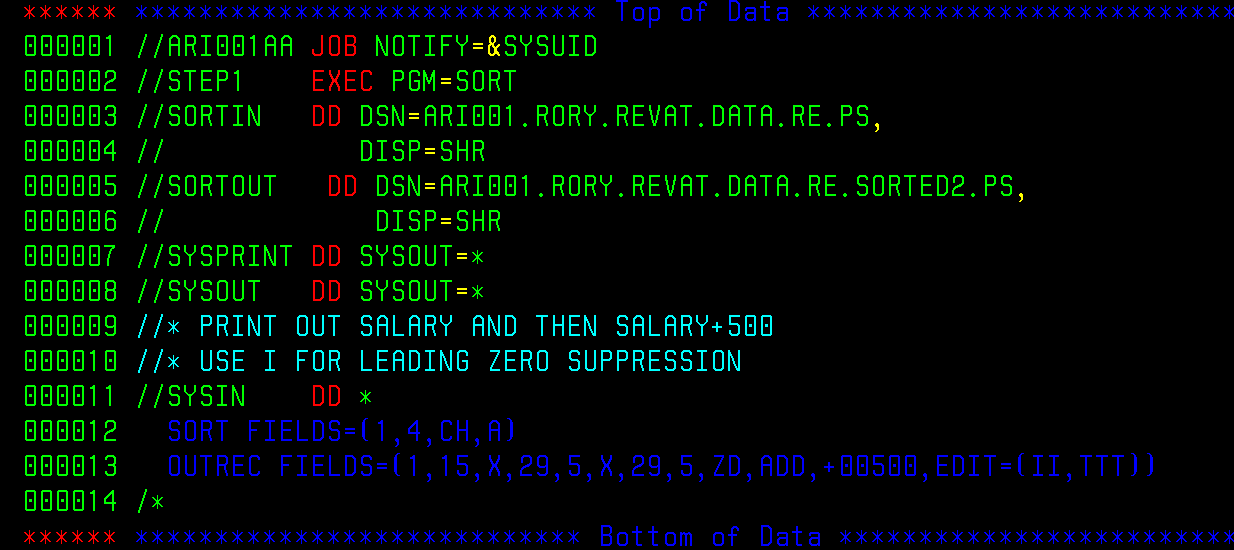 ****** ***************************** Top of Data ***************************
000001 //ARI001AA JOB NOTIFY=&SYSUID
000002 //STEP1    EXEC PGM=SORT
000003 //SORTIN   DD DSN=ARI001.RORY.REVAT.DATA.RE.PS,
000004 //            DISP=SHR
000005 //SORTOUT   DD DSN=ARI001.RORY.REVAT.DATA.RE.SORTED2.PS,
000006 //             DISP=SHR
000007 //SYSPRINT DD SYSOUT=*
000008 //SYSOUT   DD SYSOUT=*
000009 //* PRINT OUT SALARY AND THEN SALARY+500
000010 //* USE I FOR LEADING ZERO SUPPRESSION
000011 //SYSIN    DD *
000012   SORT FIELDS=(1,4,CH,A)
000013   OUTREC FIELDS=(1,15,X,29,5,X,29,5,ZD,ADD,+00500,EDIT=(II,TTT))
000014 /*
****** **************************** Bottom of Data *************************